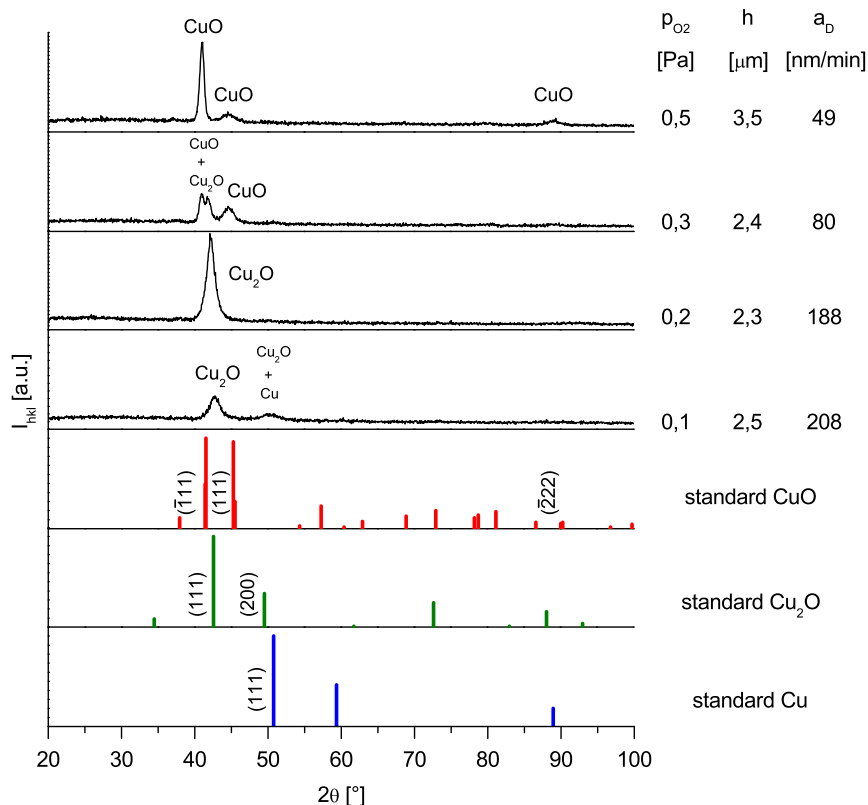 p_O2 h a_D
[Pa] [μm] [nm/min]
CuO
CuO
CuO
0,5 3,5 49
CuO
+
Cu₂O
CuO
0,3 2,4 80
Cu₂O
0,2 2,3 188
Cu₂O
+
Cu
Cu₂O
0,1 2,5 208
I_hkl [a.u.]
(1̅11) (111) (2̅22)
standard CuO
(111) (200)
standard Cu₂O
(111)
standard Cu
20 30 40 50 60 70 80 90 100
2θ [°]